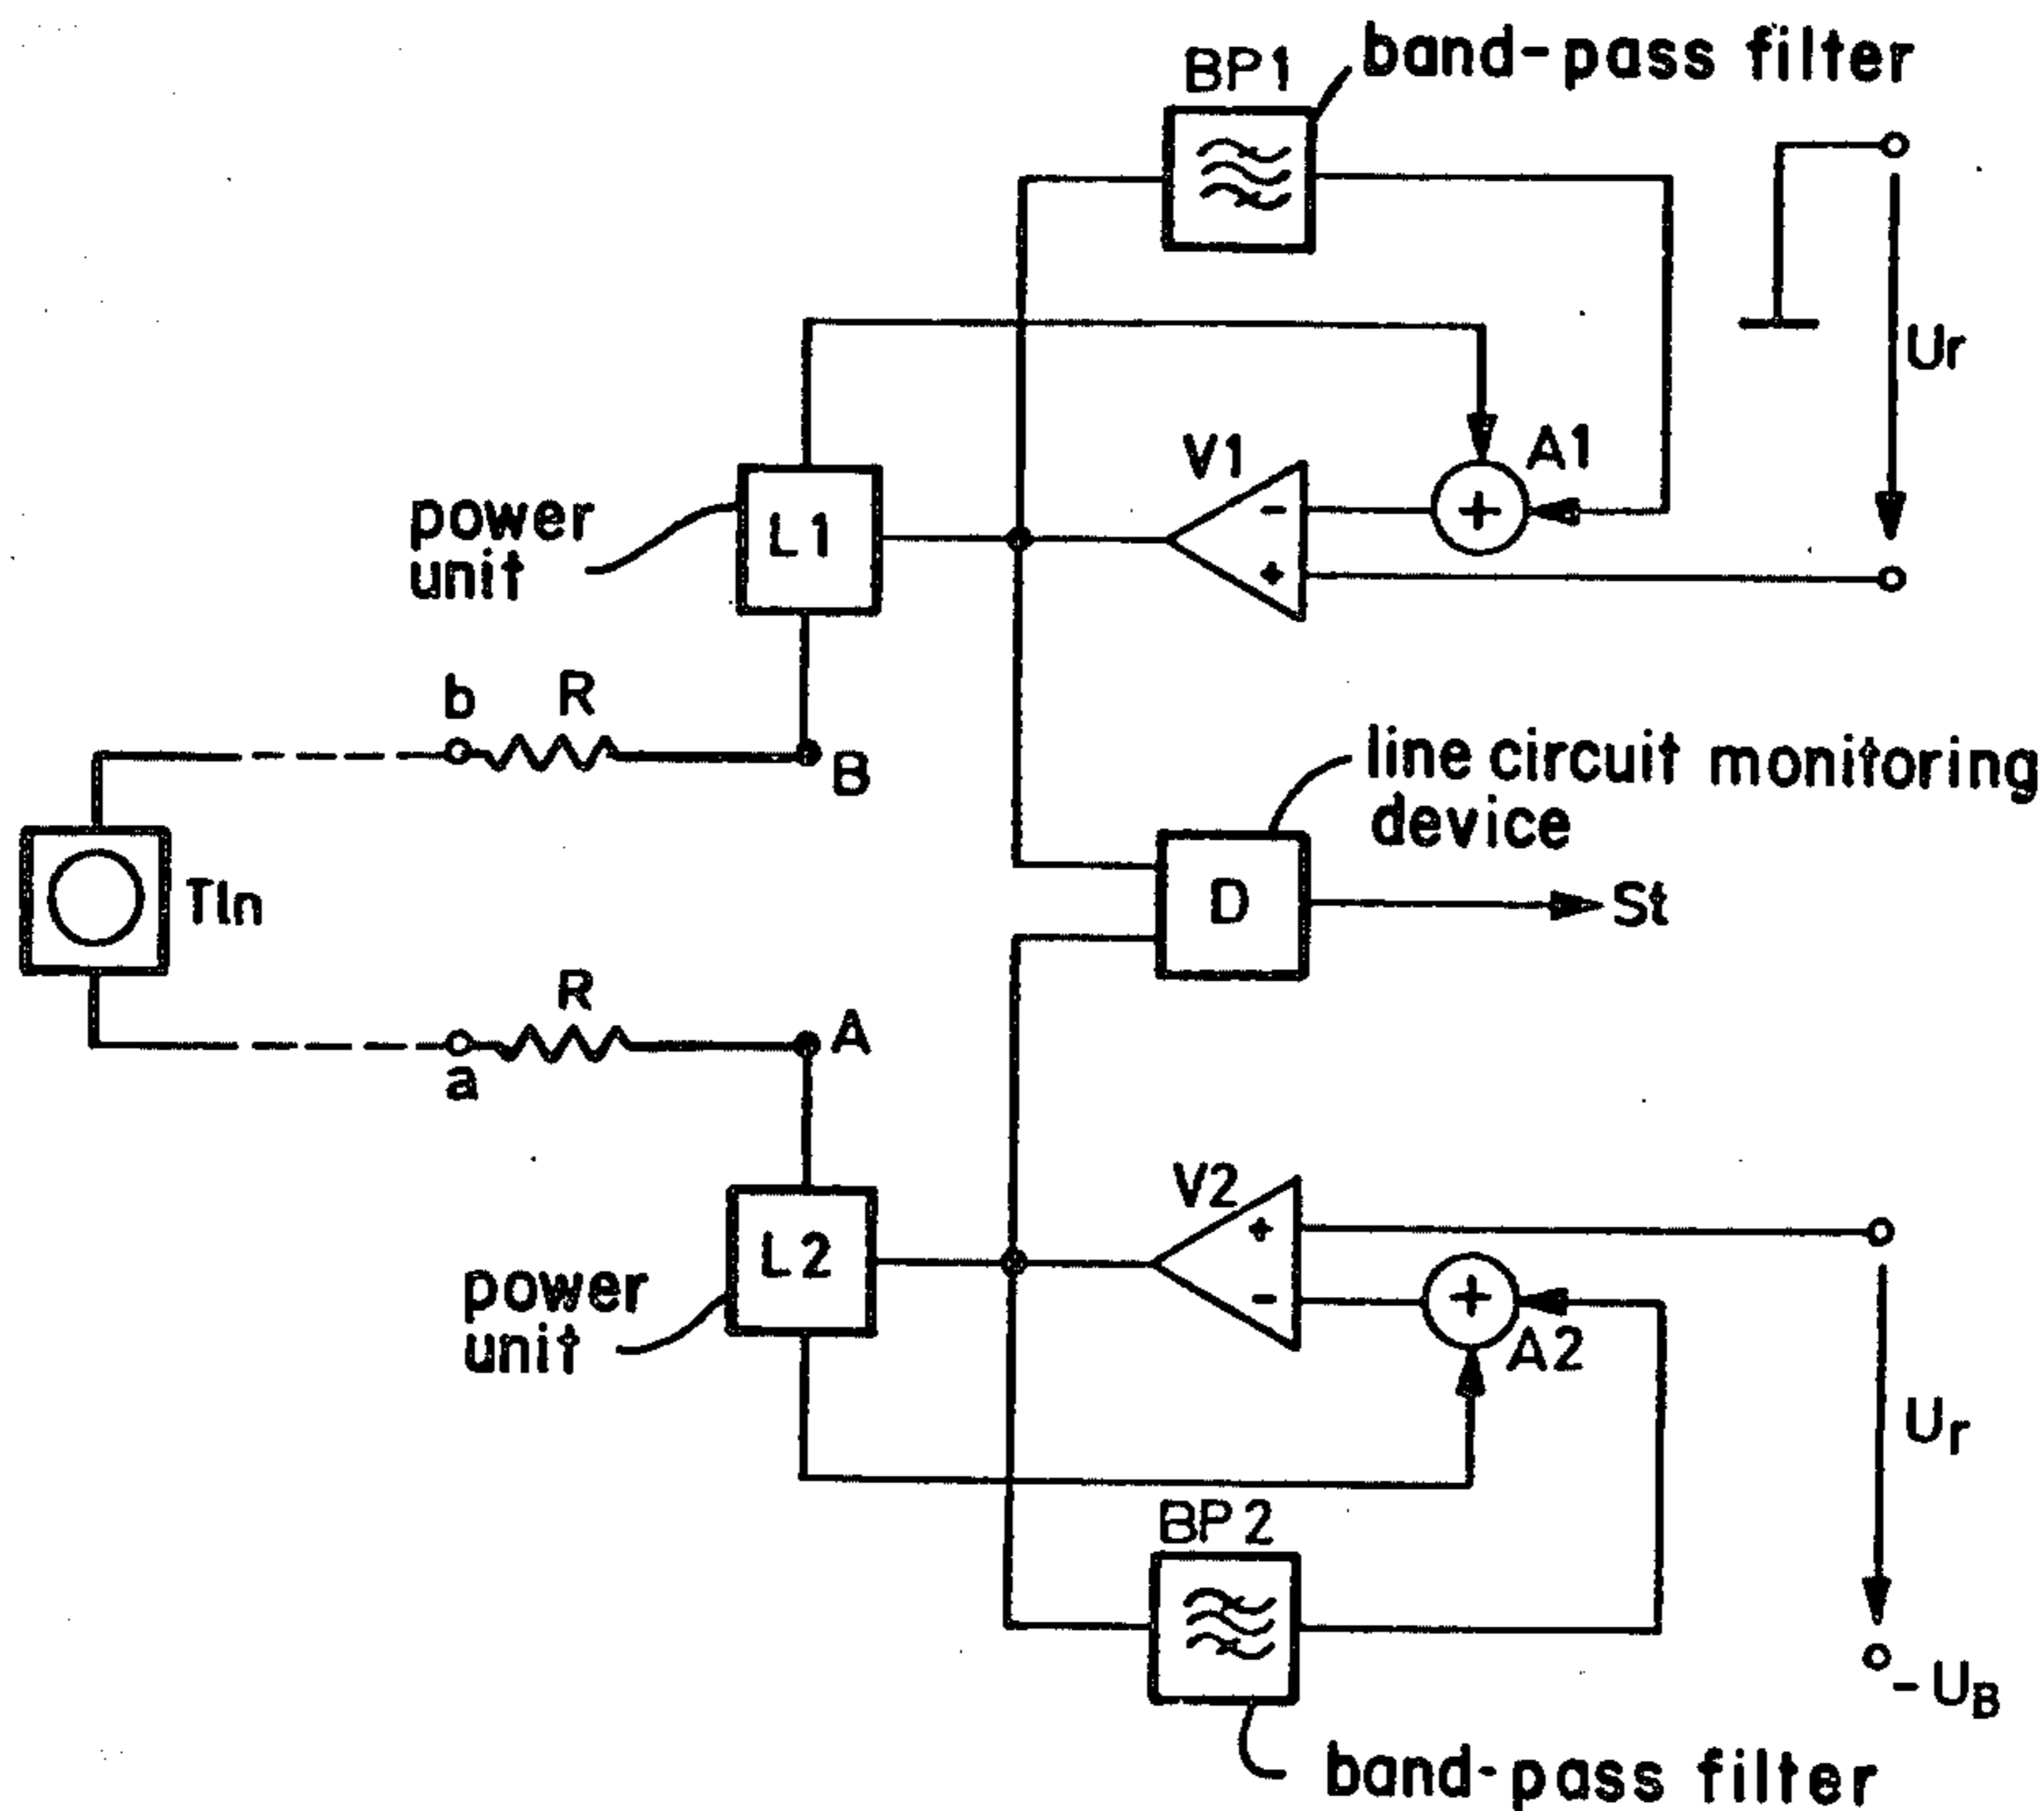 BP1
band-pass filter
Ur
V1
A1
-
+
+
power
unit
L1
b
R
B
line circuit monitoring
device
Tln
D
St
R
A
a
V2
+
-
+
A2
L2
power
unit
Ur
BP2
-UB
band-pass filter